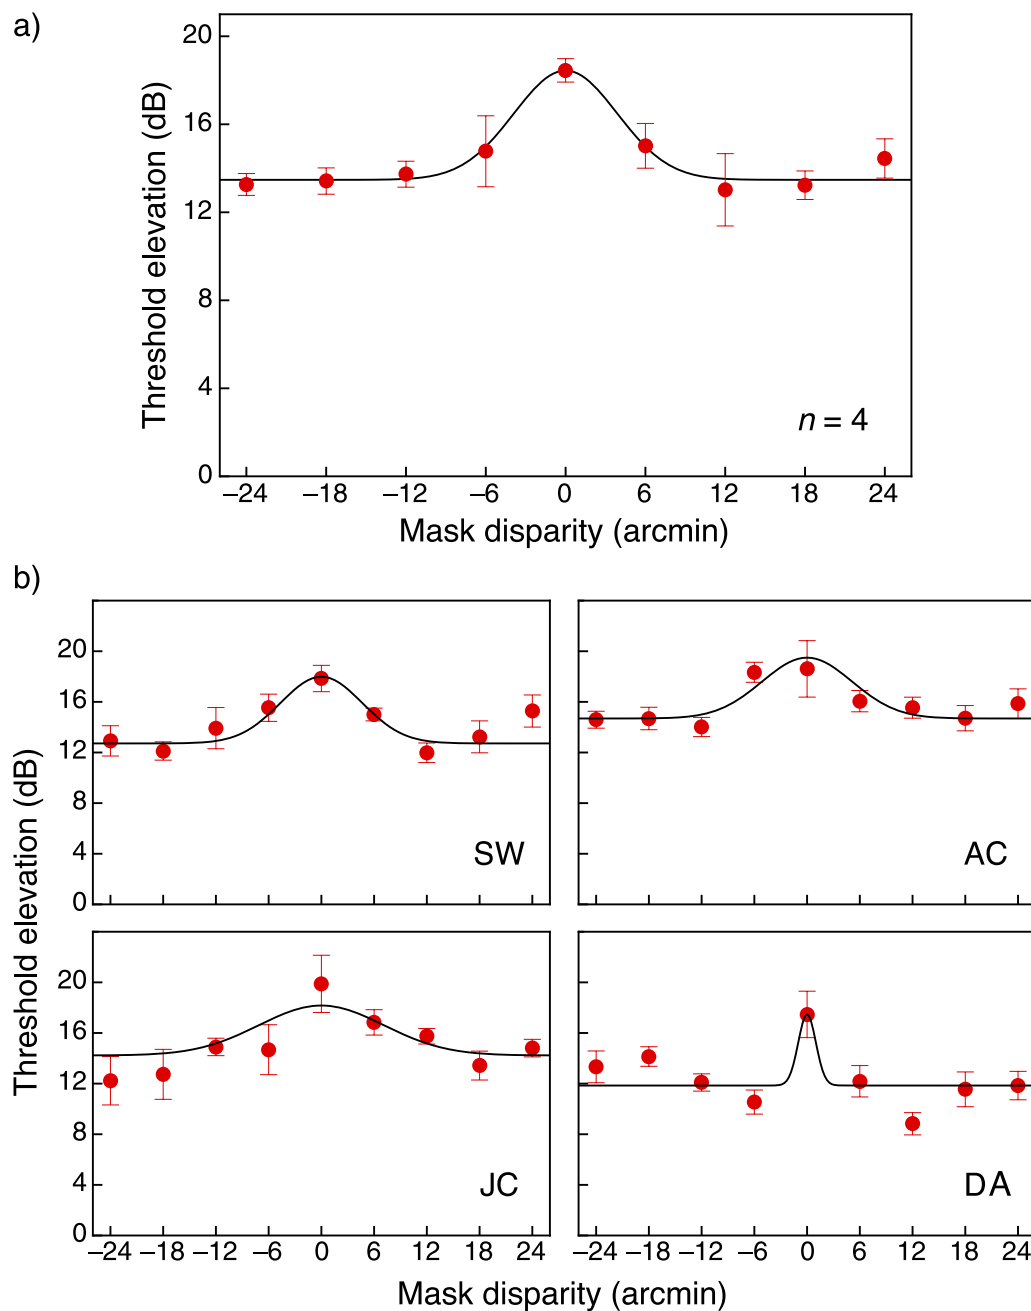 a)
Threshold elevation (dB)
20
16
12
8
4
0
n = 4
−24 −18 −12 −6 0 6 12 18 24
Mask disparity (arcmin)
b)
Threshold elevation (dB)
20
16
12
8
4
0
SW
AC
20
16
12
8
4
0
JC
DA
−24 −18 −12 −6 0 6 12 18 24
−24 −18 −12 −6 0 6 12 18 24
Mask disparity (arcmin)